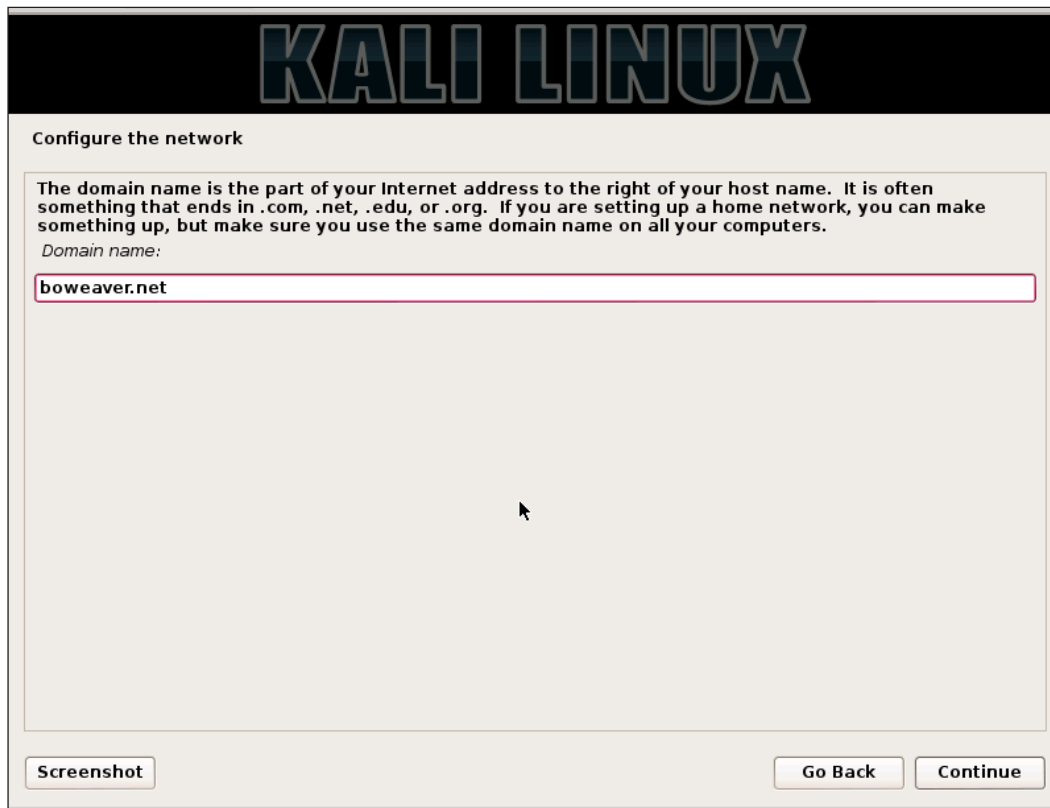 KALI LINUX
Configure the network
The domain name is the part of your Internet address to the right of your host name.  It is often
something that ends in .com, .net, .edu, or .org.  If you are setting up a home network, you can make
something up, but make sure you use the same domain name on all your computers.
Domain name:
boweaver.net
Screenshot
Go Back
Continue